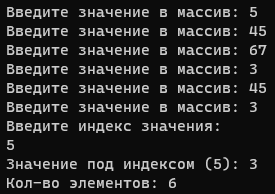 Введите значение в массив: 5
Введите значение в массив: 45
Введите значение в массив: 67
Введите значение в массив: 3
Введите значение в массив: 45
Введите значение в массив: 3
Введите индекс значения:
5
Значение под индексом (5): 3
Кол-во элементов: 6